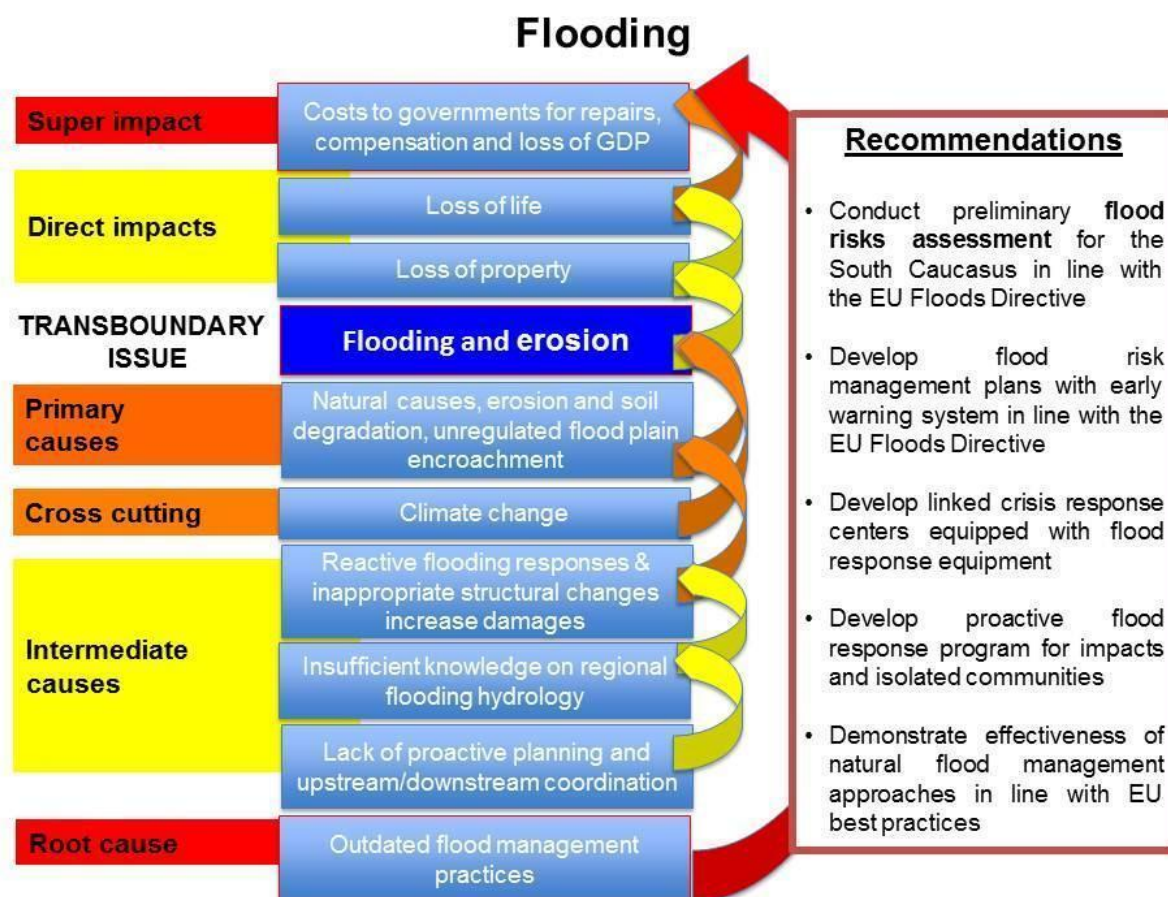 Flooding
Super impact
Costs to governments for repairs,
compensation and loss of GDP
Direct impacts
Loss of life
Loss of property
TRANSBOUNDARY
ISSUE
Flooding and erosion
Primary
causes
Natural causes, erosion and soil
degradation, unregulated flood plain
encroachment
Cross cutting
Climate change
Intermediate
causes
Reactive flooding responses &
inappropriate structural changes
increase damages
Insufficient knowledge on regional
flooding hydrology
Lack of proactive planning and
upstream/downstream coordination
Root cause
Outdated flood management
practices
Recommendations
• Conduct preliminary flood
risks assessment for the
South Caucasus in line with
the EU Floods Directive
• Develop flood risk
management plans with early
warning system in line with the
EU Floods Directive
• Develop linked crisis response
centers equipped with flood
response equipment
• Develop proactive flood
response program for impacts
and isolated communities
• Demonstrate effectiveness of
natural flood management
approaches in line with EU
best practices